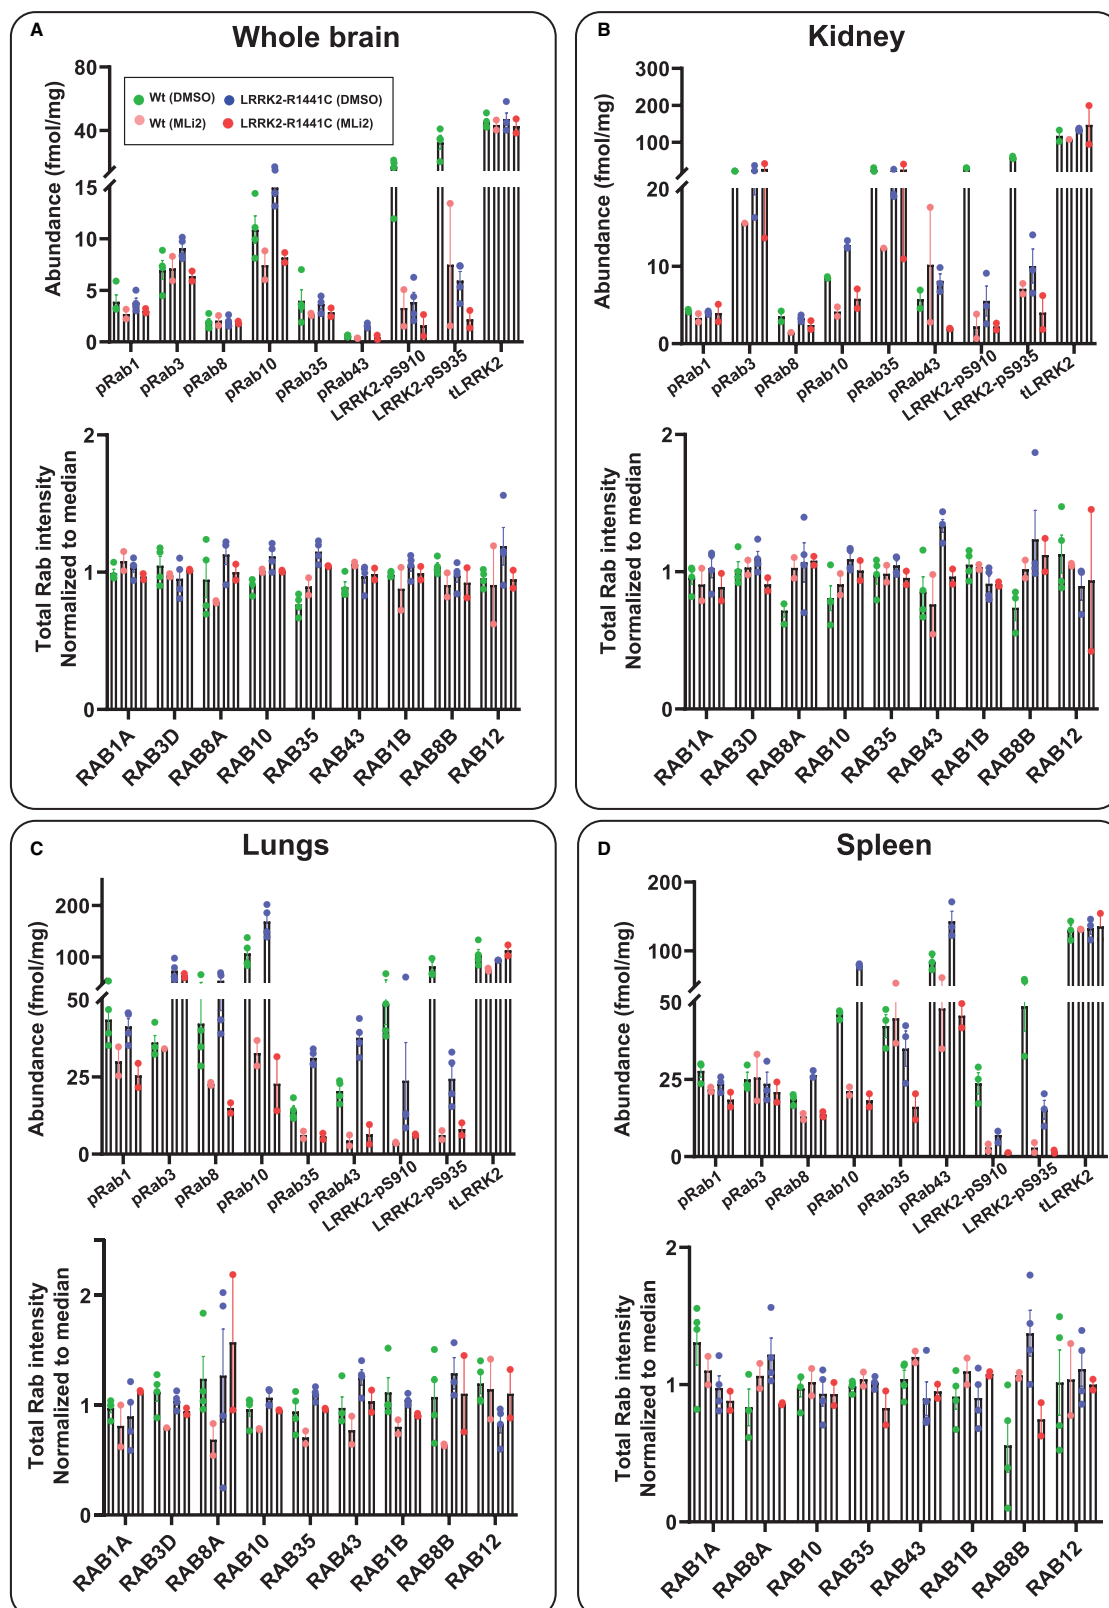 A
Whole brain
80
40
15
10
5
0
Abundance (fmol/mg)
Wt (DMSO)
LRRK2-R1441C (DMSO)
Wt (MLi2)
LRRK2-R1441C (MLi2)
pRab1
pRab3
pRab8
pRab10
pRab35
pRab43
LRRK2-pS910
LRRK2-pS935
tLRRK2
2
1
0
Total Rab intensity
Normalized to median
RAB1A
RAB3D
RAB8A
RAB10
RAB35
RAB43
RAB1B
RAB8B
RAB12
B
Kidney
300
200
100
20
10
0
Abundance (fmol/mg)
pRab1
pRab3
pRab8
pRab10
pRab35
pRab43
LRRK2-pS910
LRRK2-pS935
tLRRK2
2
1
0
Total Rab intensity
Normalized to median
RAB1A
RAB3D
RAB8A
RAB10
RAB35
RAB43
RAB1B
RAB8B
RAB12
C
Lungs
200
100
50
25
0
Abundance (fmol/mg)
pRab1
pRab3
pRab8
pRab10
pRab35
pRab43
LRRK2-pS910
LRRK2-pS935
tLRRK2
2
1
0
Total Rab intensity
Normalized to median
RAB1A
RAB3D
RAB8A
RAB10
RAB35
RAB43
RAB1B
RAB8B
RAB12
D
Spleen
200
100
50
25
0
Abundance (fmol/mg)
pRab1
pRab3
pRab8
pRab10
pRab35
pRab43
LRRK2-pS910
LRRK2-pS935
tLRRK2
2
1
0
Total Rab intensity
Normalized to median
RAB1A
RAB8A
RAB10
RAB35
RAB43
RAB1B
RAB8B
RAB12